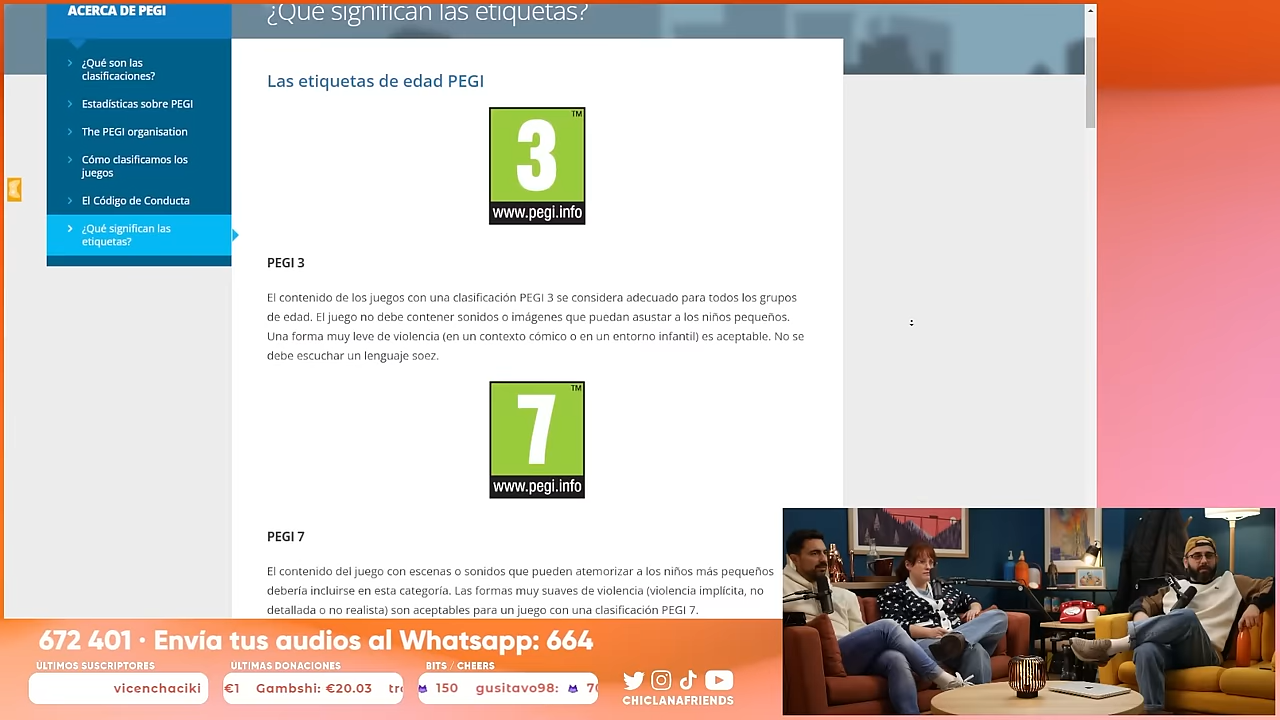 ACERCA DE PEGI
¿Qué son las
clasificaciones?
Estadísticas sobre PEGI
The PEGI organisation
Cómo clasificamos los
juegos
El Código de Conducta
¿Qué significan las
etiquetas?
¿Qué significan las etiquetas?
Las etiquetas de edad PEGI
3
TM
www.pegi.info
PEGI 3
El contenido de los juegos con una clasificación PEGI 3 se considera adecuado para todos los grupos
de edad. El juego no debe contener sonidos o imágenes que puedan asustar a los niños pequeños.
Una forma muy leve de violencia (en un contexto cómico o en un entorno infantil) es aceptable. No se
debe escuchar un lenguaje soez.
7
TM
www.pegi.info
PEGI 7
El contenido del juego con escenas o sonidos que pueden atemorizar a los niños más pequeños
debería incluirse en esta categoría. Las formas muy suaves de violencia (violencia implícita, no
detallada o no realista) son aceptables para un juego con una clasificación PEGI 7.
672 401 · Envía tus audios al Whatsapp: 664
ÚLTIMOS SUSCRIPTORES
vicenchaciki
ÚLTIMAS DONACIONES
€1 Gambshi: €20.03
BITS / CHEERS
150 gusitavo98:
CHICLANAFRIENDS